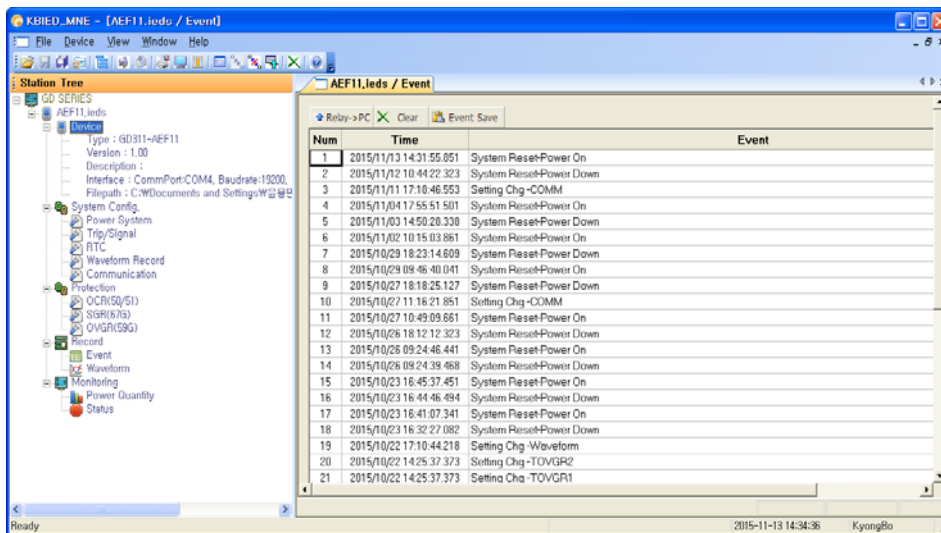 KBIED_MNE - [AEF11.ieds / Event]
File Device View Window Help
Station Tree
GD SERIES
AEF11.ieds
Device
Type : GD311-AEF11
Version : 1.00
Description :
Interface : CommPort:COM4, Baudrate:19200,
Filepath : C:₩Documents and Settings₩윤용민
System Config.
Power System
Trip/Signal
RTC
Waveform Record
Communication
Protection
OCR(50/51)
SGR(67G)
OVGR(59G)
Record
Event
Waveform
Monitoring
Power Quantity
Status
AEF11.ieds / Event
Relay->PC Clear Event Save
Num Time Event
1 2015/11/13 14:31:55.051 System Reset-Power On
2 2015/11/12 10:44:22.323 System Reset-Power Down
3 2015/11/11 17:18:46.553 Setting Chg -COMM
4 2015/11/04 17:55:51.501 System Reset-Power On
5 2015/11/03 14:50:28.338 System Reset-Power Down
6 2015/11/02 10:15:03.861 System Reset-Power On
7 2015/10/29 18:23:14.609 System Reset-Power Down
8 2015/10/29 09:46:40.041 System Reset-Power On
9 2015/10/27 18:18:25.127 System Reset-Power Down
10 2015/10/27 11:16:21.851 Setting Chg -COMM
11 2015/10/27 10:49:09.661 System Reset-Power On
12 2015/10/26 18:12:12.323 System Reset-Power Down
13 2015/10/26 09:24:46.441 System Reset-Power On
14 2015/10/26 09:24:39.468 System Reset-Power Down
15 2015/10/23 16:45:37.451 System Reset-Power On
16 2015/10/23 16:44:46.494 System Reset-Power Down
17 2015/10/23 16:41:07.341 System Reset-Power On
18 2015/10/23 16:32:27.082 System Reset-Power Down
19 2015/10/22 17:10:44.218 Setting Chg -Waveform
20 2015/10/22 14:25:37.373 Setting Chg -TOVGR2
21 2015/10/22 14:25:37.373 Setting Chg -TOVGR1
Ready 2015-11-13 14:34:36 KyongBo